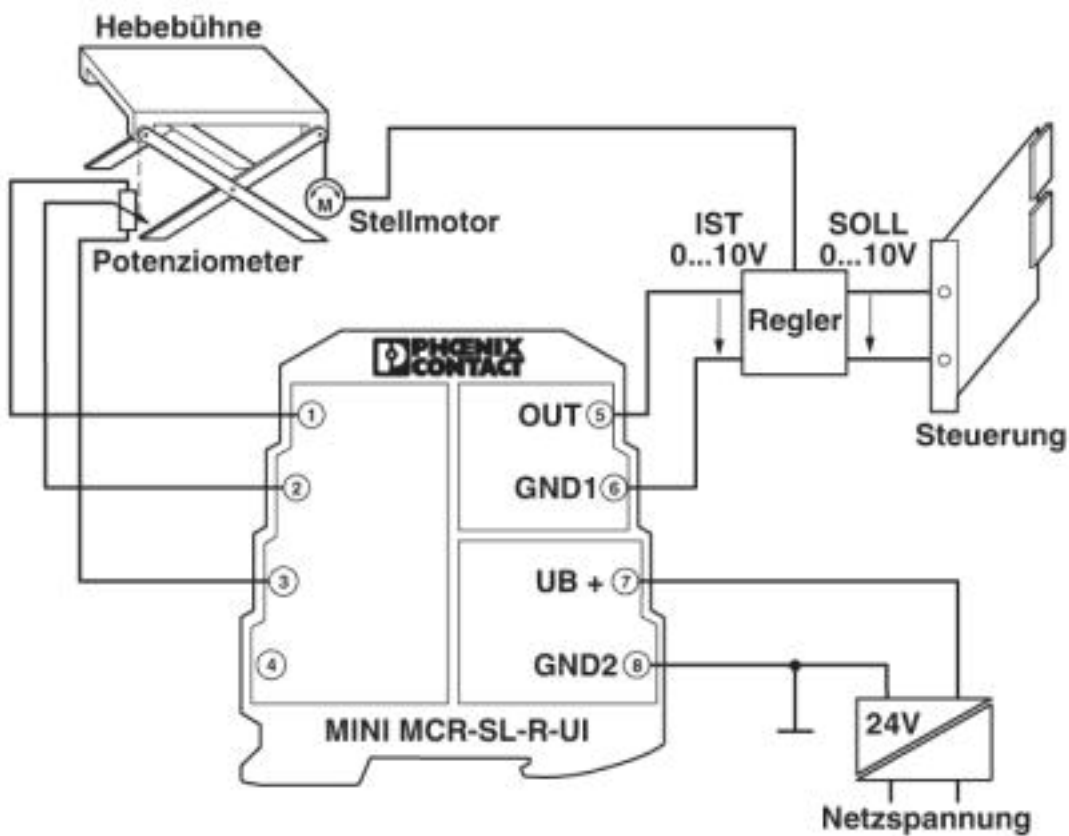 Hebebühne
M
Stellmotor
Potenziometer
IST
0...10V
SOLL
0...10V
Regler
Steuerung
PHŒNIX
CONTACT
1
OUT 5
2
GND1 6
3
UB + 7
4
GND2 8
MINI MCR-SL-R-UI
24V
Netzspannung